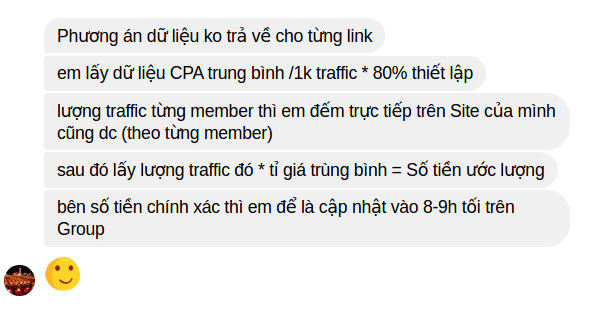 Phương án dữ liệu ko trả về cho từng link
em lấy dữ liệu CPA trung bình /1k traffic * 80% thiết lập
lượng traffic từng member thì em đếm trực tiếp trên Site của mình
cũng dc (theo từng member)
sau đó lấy lượng traffic đó * tỉ giá trùng bình = Số tiền ước lượng
bên số tiền chính xác thì em để là cập nhật vào 8-9h tối trên
Group